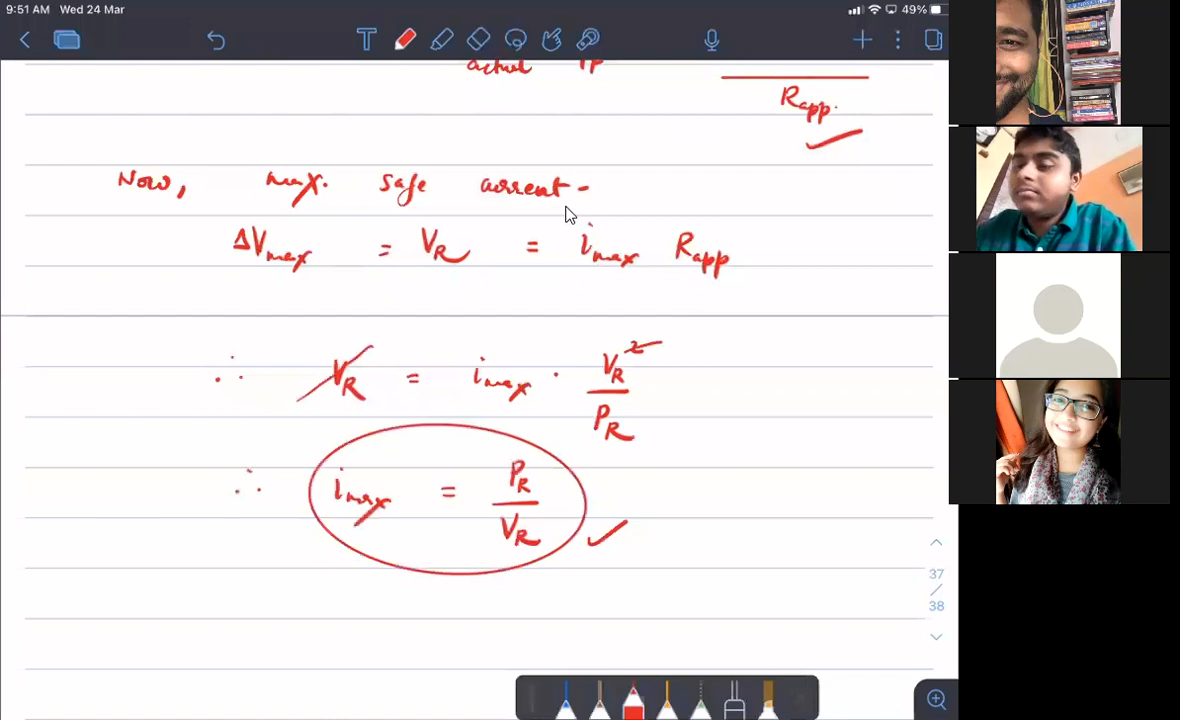 9:51 AM Wed 24 Mar 49%
T
actual
Rapp.
Now, max. safe current -
ΔVmax = VR = imax Rapp
∴ VR = imax · VR²/PR
∴ imax = PR/VR
37
/
38